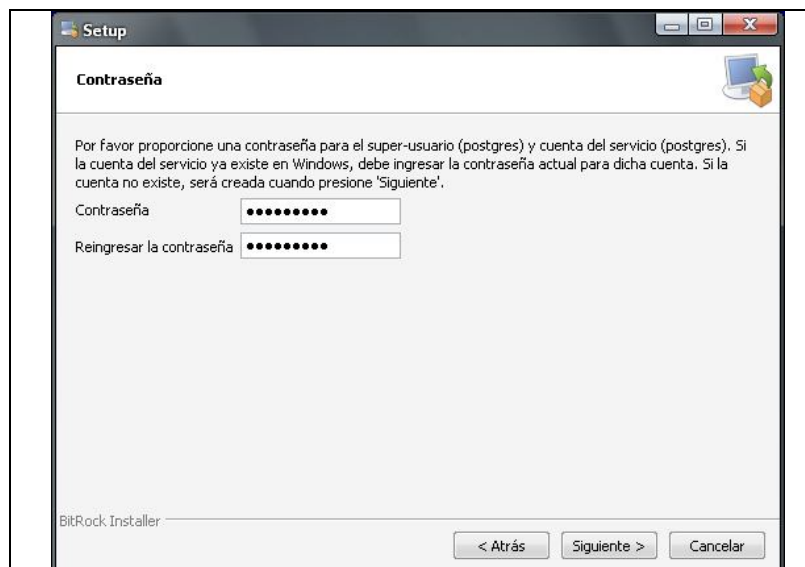 Setup
Contraseña
Por favor proporcione una contraseña para el super-usuario (postgres) y cuenta del servicio (postgres). Si
la cuenta del servicio ya existe en Windows, debe ingresar la contraseña actual para dicha cuenta. Si la
cuenta no existe, será creada cuando presione 'Siguiente'.
Contraseña •••••••••
Reingresar la contraseña •••••••••
BitRock Installer
< Atrás Siguiente > Cancelar